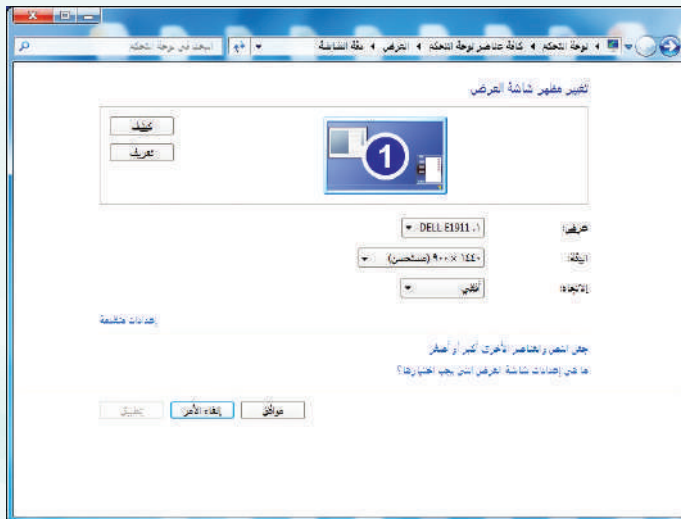 لوحة التحكم ◂ كافة عناصر لوحة التحكم ◂ العرض ◂ دقة الشاشة
البحث في لوحة التحكم
تغيير مظهر شاشة العرض
1
كشف
تعريف
عرض:
١. DELL E1911
الدقة:
١٤٤٠ × ٩٠٠ (مستحسن)
الاتجاه:
أفقي
إعدادات متقدمة
جعل النص والعناصر الأخرى أكبر أو أصغر
ما هي إعدادات شاشة العرض التي يجب اختيارها؟
موافق
إلغاء الأمر
تطبيق